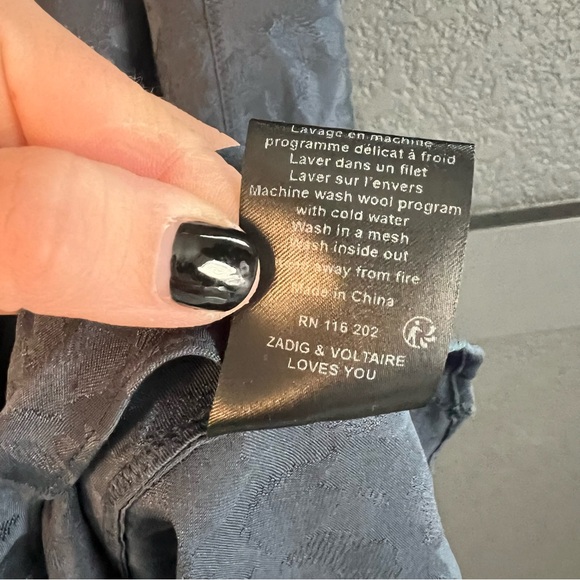 Lavage en machine
programme délicat à froid
Laver dans un filet
Laver sur l'envers
Machine wash wool program
with cold water
Wash in a mesh
Wash inside out
away from fire
Made in China
RN 116 202
ZADIG & VOLTAIRE
LOVES YOU